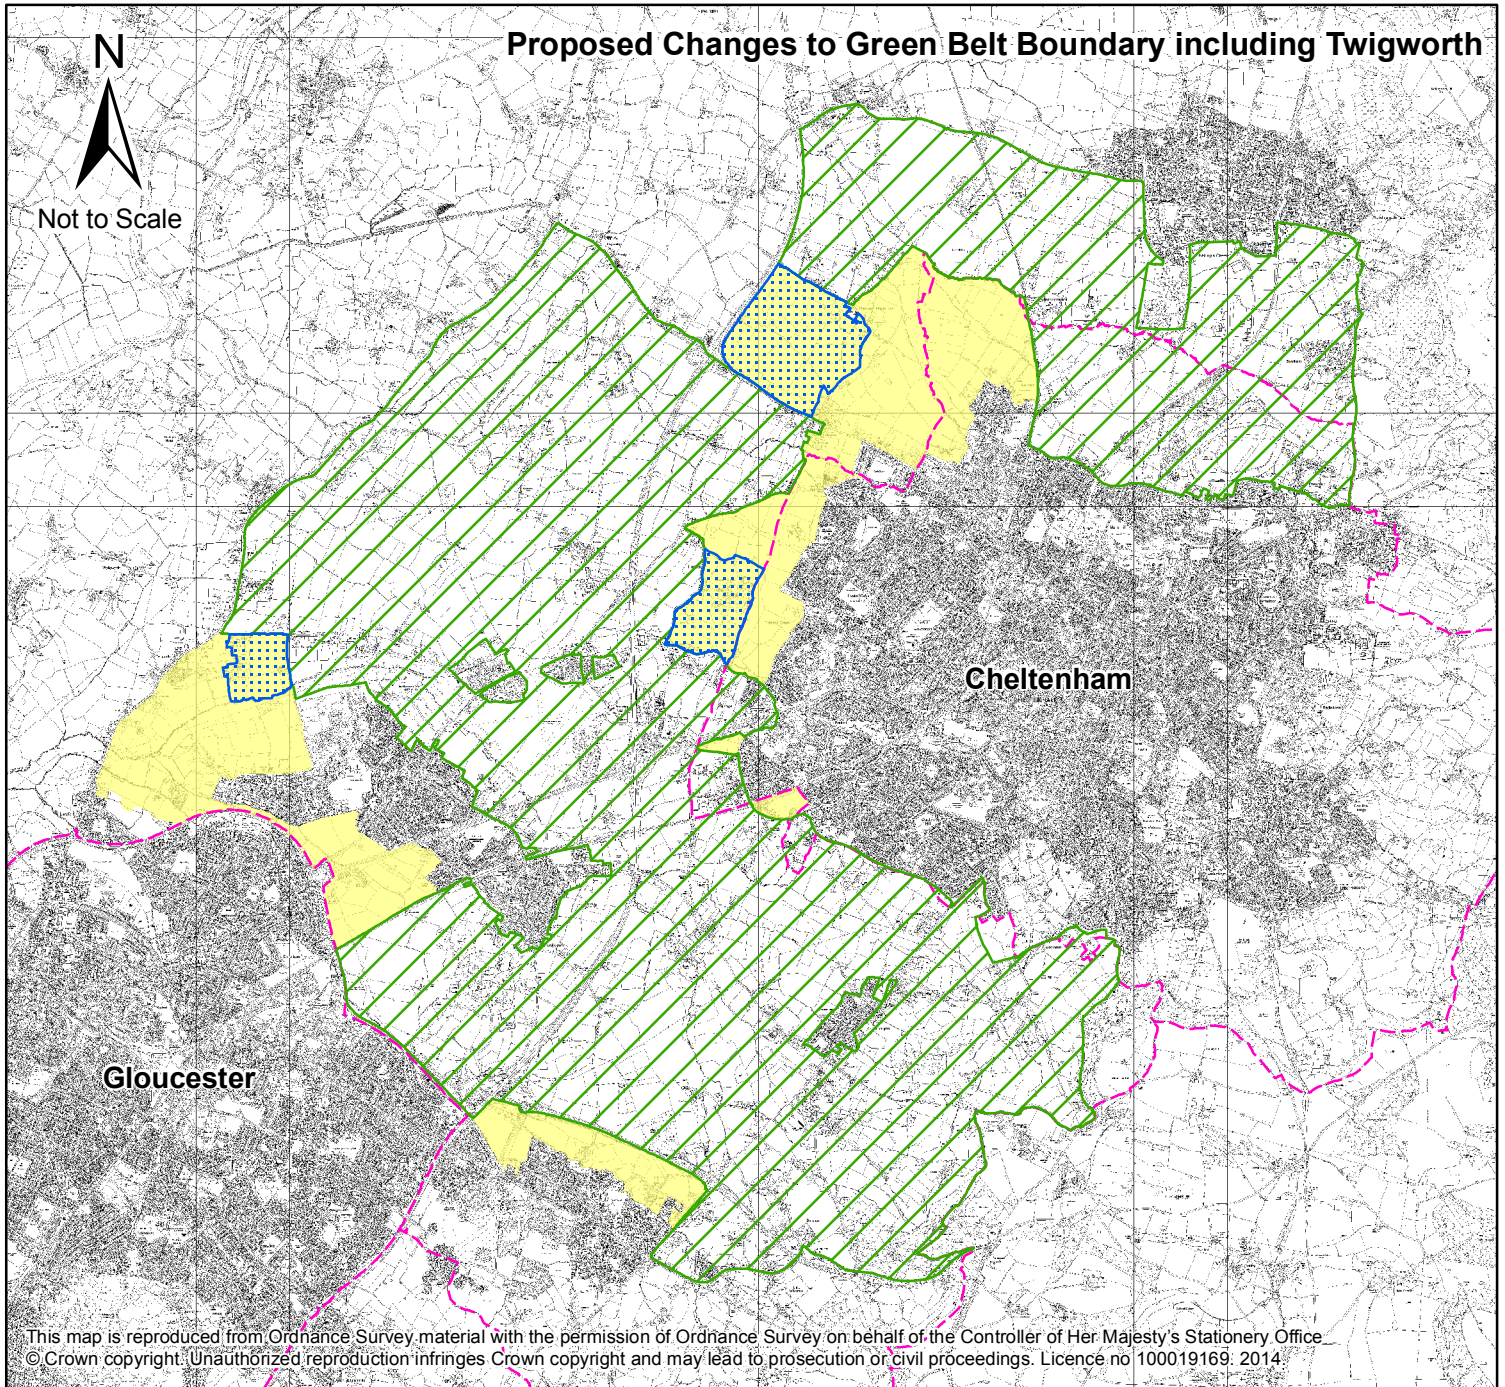 Proposed Changes to Green Belt Boundary including Twigworth
N
Not to Scale
Cheltenham
Gloucester
This map is reproduced from Ordnance Survey material with the permission of Ordnance Survey on behalf of the Controller of Her Majesty's Stationery Office
© Crown copyright. Unauthorized reproduction infringes Crown copyright and may lead to prosecution or civil proceedings. Licence no 100019169. 2014